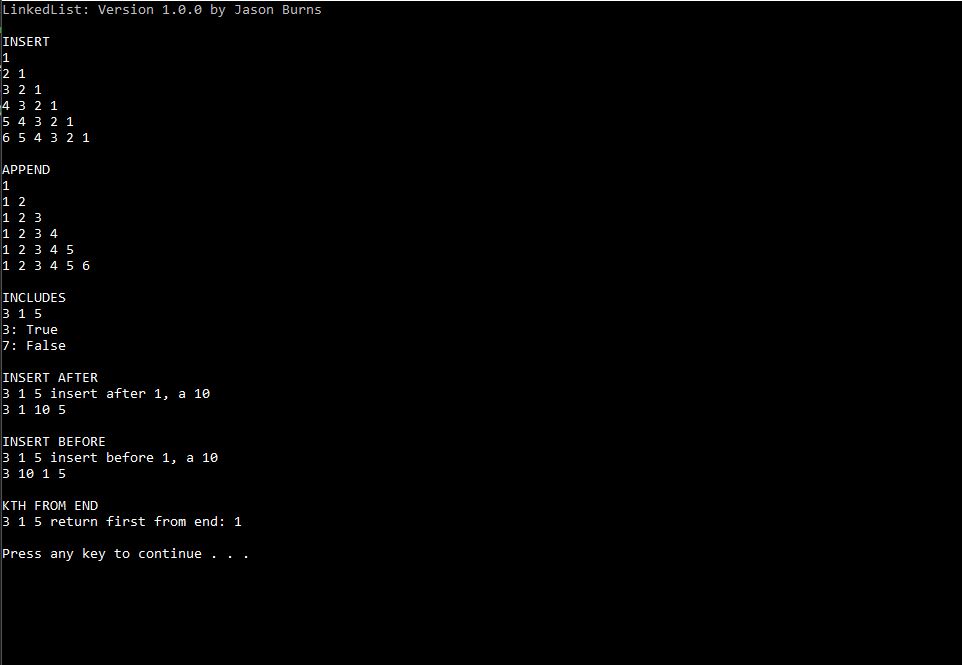 LinkedList: Version 1.0.0 by Jason Burns
INSERT
1
2 1
3 2 1
4 3 2 1
5 4 3 2 1
6 5 4 3 2 1
APPEND
1
1 2
1 2 3
1 2 3 4
1 2 3 4 5
1 2 3 4 5 6
INCLUDES
3 1 5
3: True
7: False
INSERT AFTER
3 1 5 insert after 1, a 10
3 1 10 5
INSERT BEFORE
3 1 5 insert before 1, a 10
3 10 1 5
KTH FROM END
3 1 5 return first from end: 1
Press any key to continue . . .